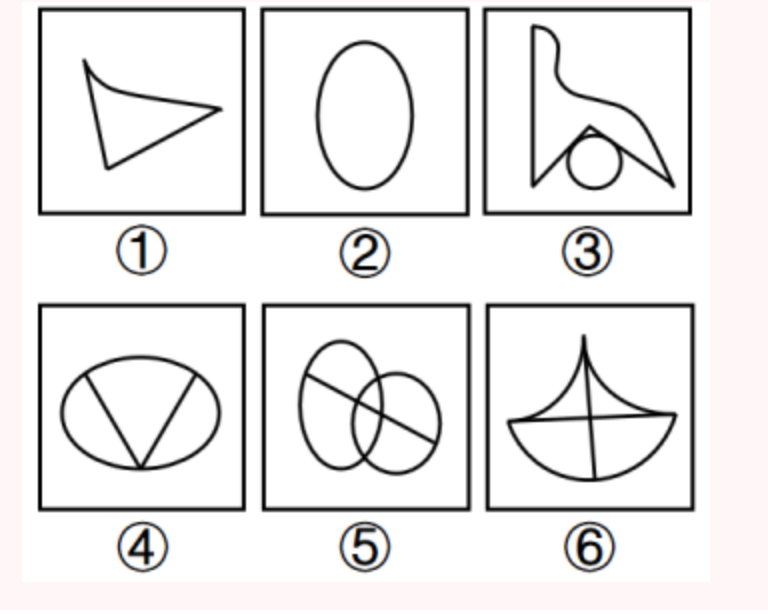 ① ② ③
④ ⑤ ⑥